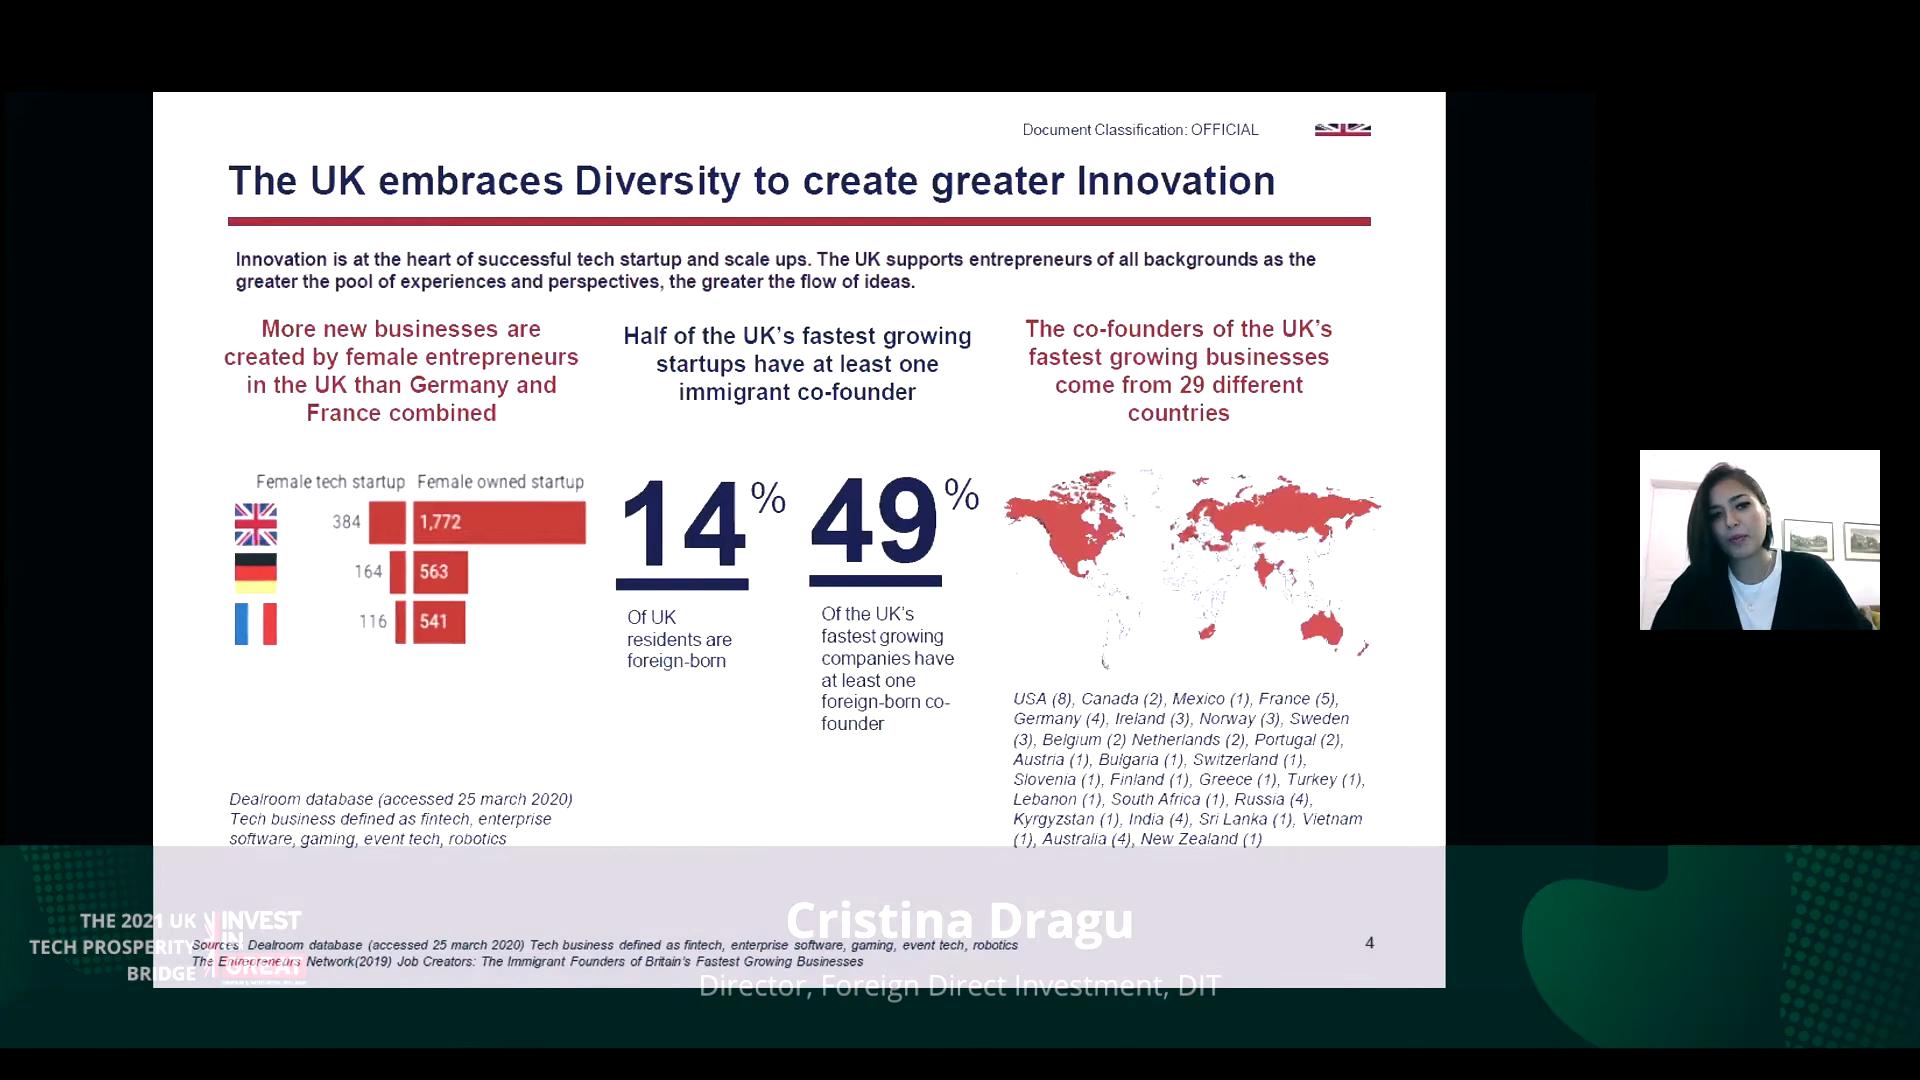 Document Classification: OFFICIAL
The UK embraces Diversity to create greater Innovation
Innovation is at the heart of successful tech startup and scale ups. The UK supports entrepreneurs of all backgrounds as the
greater the pool of experiences and perspectives, the greater the flow of ideas.
More new businesses are
created by female entrepreneurs
in the UK than Germany and
France combined
Female tech startup Female owned startup
384 1,772
164 563
116 541
Dealroom database (accessed 25 march 2020)
Tech business defined as fintech, enterprise
software, gaming, event tech, robotics
Half of the UK's fastest growing
startups have at least one
immigrant co-founder
14%
Of UK
residents are
foreign-born
49%
Of the UK's
fastest growing
companies have
at least one
foreign-born co-
founder
The co-founders of the UK's
fastest growing businesses
come from 29 different
countries
USA (8), Canada (2), Mexico (1), France (5),
Germany (4), Ireland (3), Norway (3), Sweden
(3), Belgium (2) Netherlands (2), Portugal (2),
Austria (1), Bulgaria (1), Switzerland (1),
Slovenia (1), Finland (1), Greece (1), Turkey (1),
Lebanon (1), South Africa (1), Russia (4),
Kyrgyzstan (1), India (4), Sri Lanka (1), Vietnam
(1), Australia (4), New Zealand (1)
THE 2021 UK
TECH PROSPERITY
BRIDGE
INVEST
IN
GREAT
Cristina Dragu
Director, Foreign Direct Investment, DIT
Sources: Dealroom database (accessed 25 march 2020) Tech business defined as fintech, enterprise software, gaming, event tech, robotics
The Entrepreneurs Network(2019) Job Creators: The Immigrant Founders of Britain's Fastest Growing Businesses
4